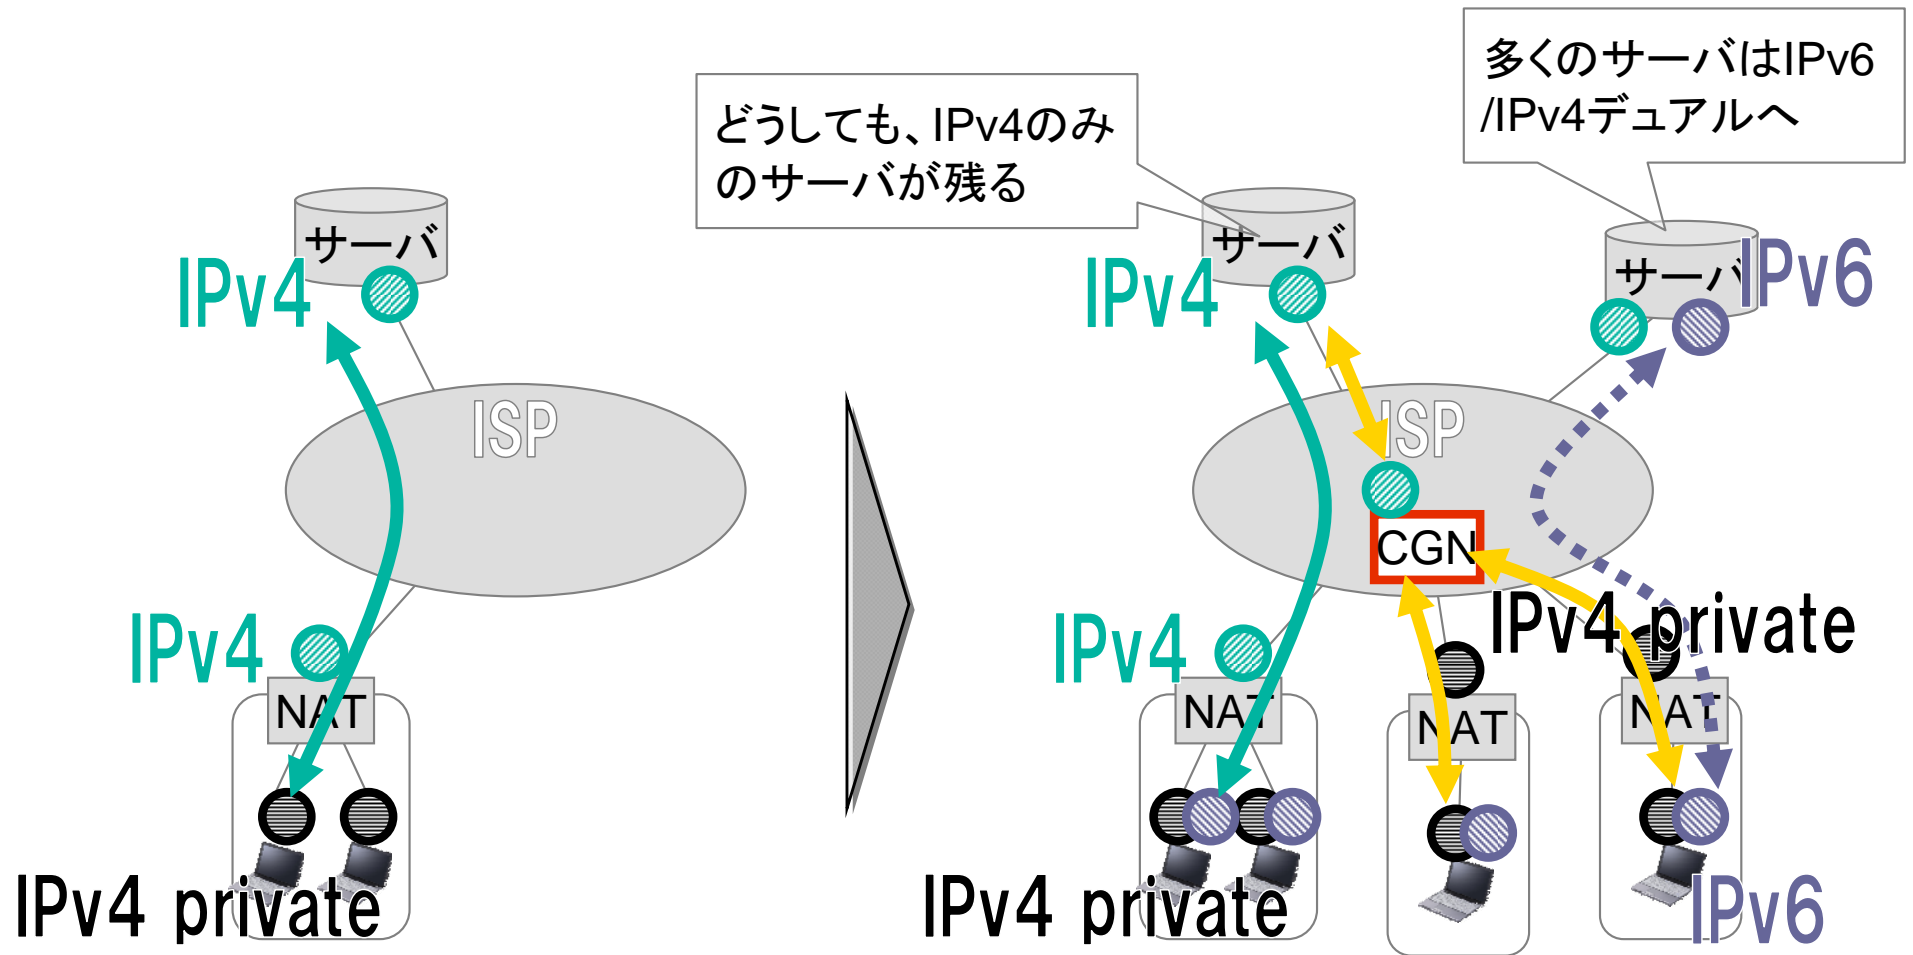 サーバ
IPv4
ISP
IPv4
NAT
IPv4 private
どうしても、IPv4のみ
のサーバが残る
多くのサーバはIPv6
/IPv4デュアルへ
サーバ
IPv4
サーバ
IPv6
ISP
CGN
IPv4 private
IPv4
NAT
NAT
NAT
IPv4 private
IPv6